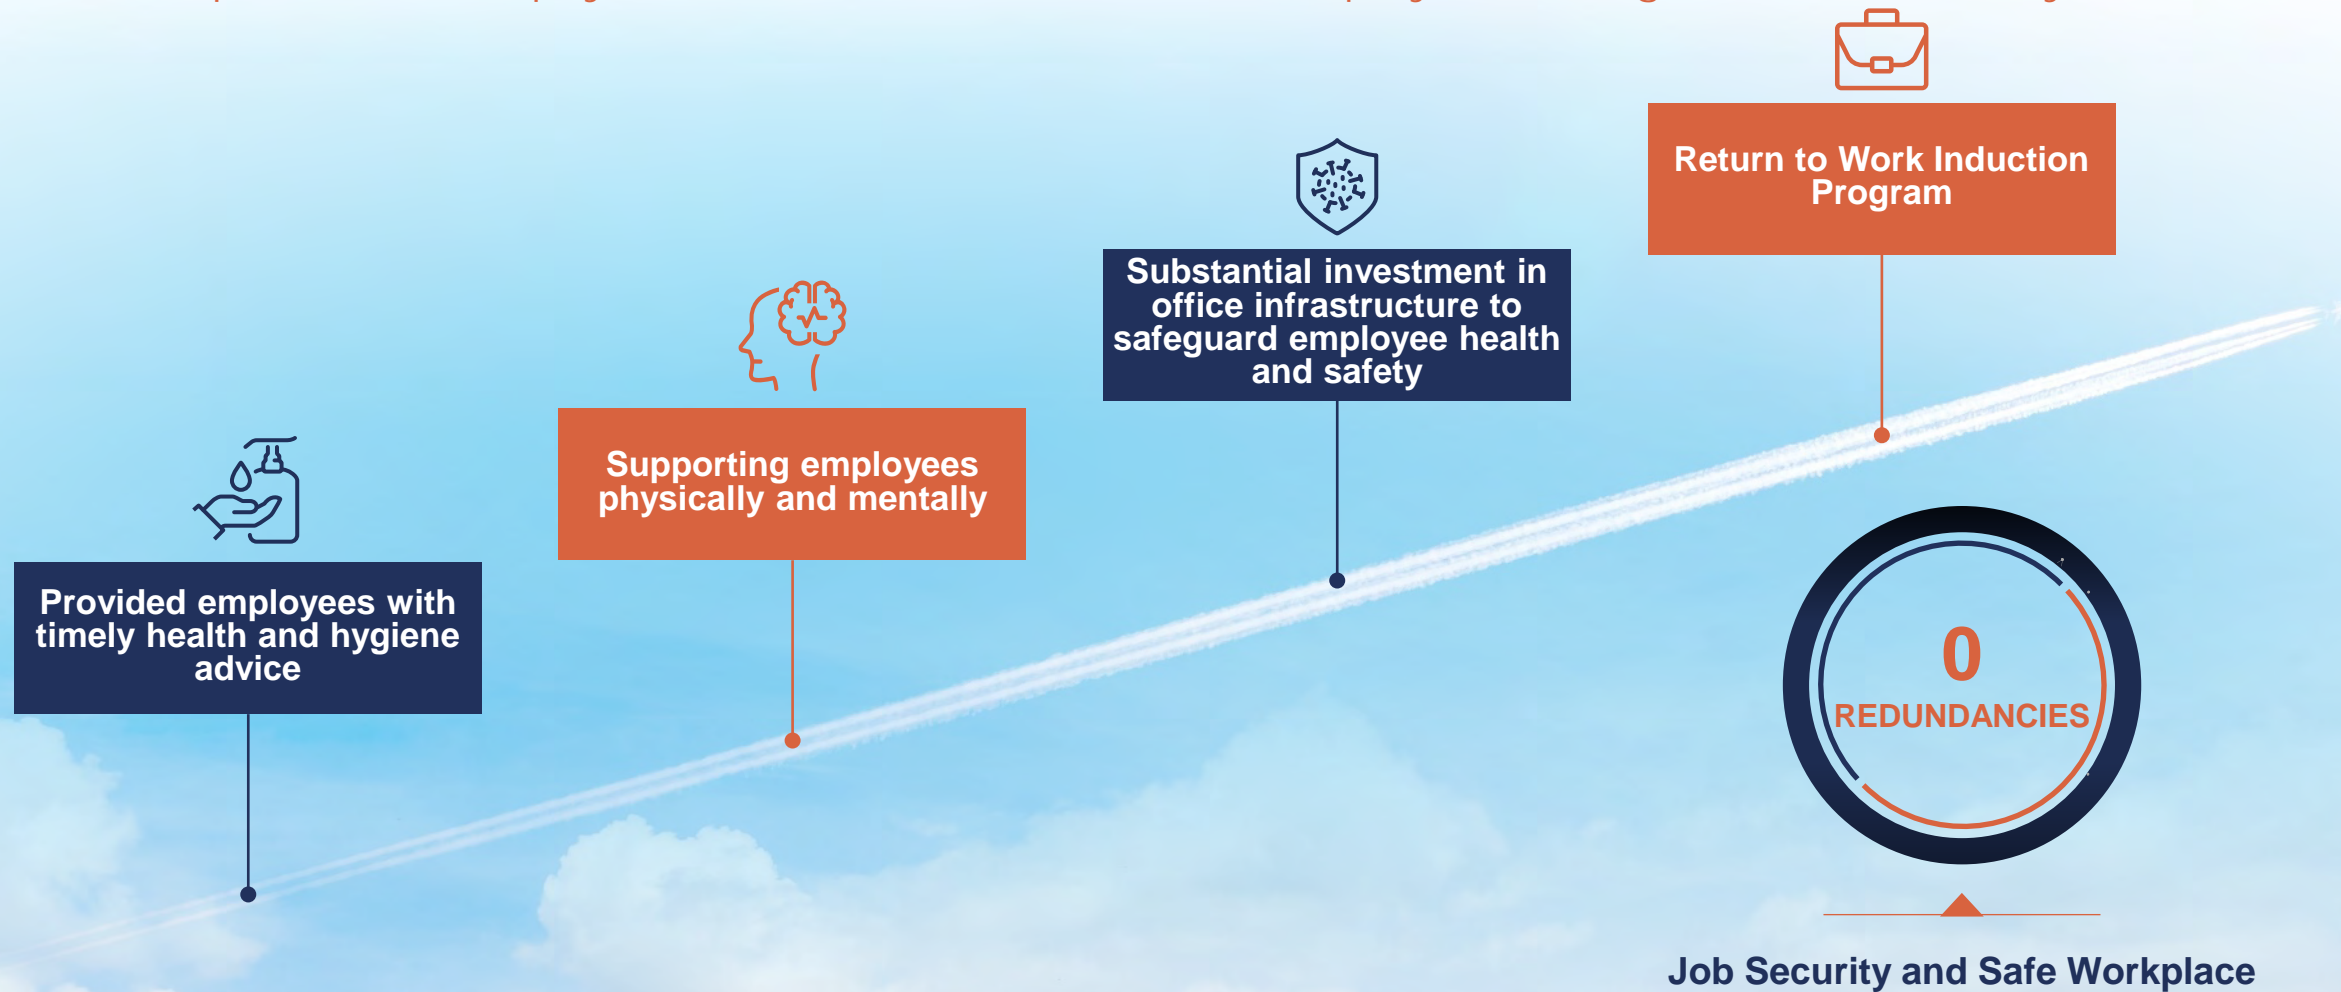 Return to Work Induction
Program
Substantial investment in
office infrastructure to
safeguard employee health
and safety
Supporting employees
physically and mentally
Provided employees with
timely health and hygiene
advice
0
REDUNDANCIES
Job Security and Safe Workplace